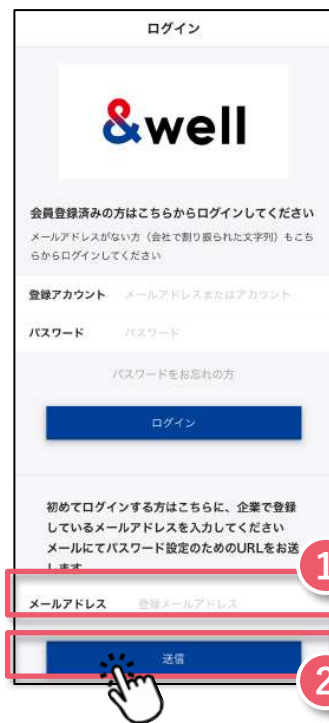 ログイン
&well
会員登録済みの方はこちらからログインしてください
メールアドレスがない方（会社で割り振られた文字列）もこち
らからログインしてください
登録アカウント メールアドレスまたはアカウント
パスワード パスワード
パスワードをお忘れの方
ログイン
初めてログインする方はこちらに、企業で登録
しているメールアドレスを入力してください
メールにてパスワード設定のためのURLをお送
します
1
メールアドレス 登録メールアドレス
送信
2